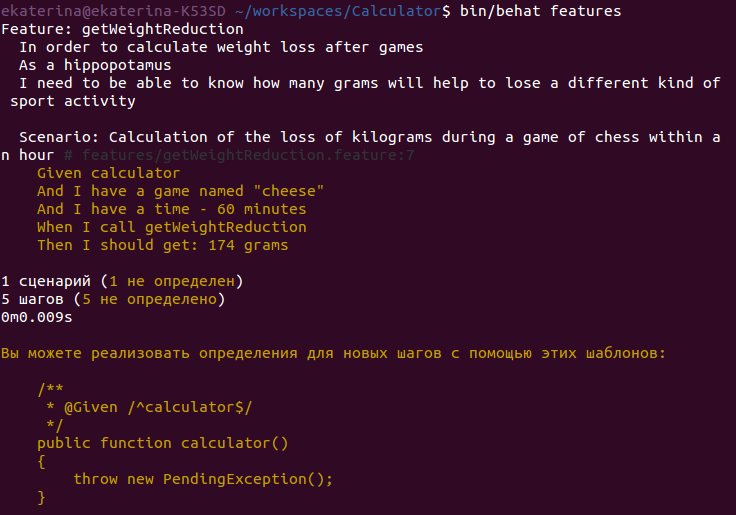 ekaterina@ekaterina-K53SD ~/workspaces/Calculator$ bin/behat features
Feature: getWeightReduction
  In order to calculate weight loss after games
  As a hippopotamus
  I need to be able to know how many grams will help to lose a different kind of
 sport activity

  Scenario: Calculation of the loss of kilograms during a game of chess within a
n hour # features/getWeightReduction.feature:7
    Given calculator
    And I have a game named "cheese"
    And I have a time - 60 minutes
    When I call getWeightReduction
    Then I should get: 174 grams

1 сценарий (1 не определен)
5 шагов (5 не определено)
0m0.009s

Вы можете реализовать определения для новых шагов с помощью этих шаблонов:

    /**
     * @Given /^calculator$/
     */
    public function calculator()
    {
        throw new PendingException();
    }